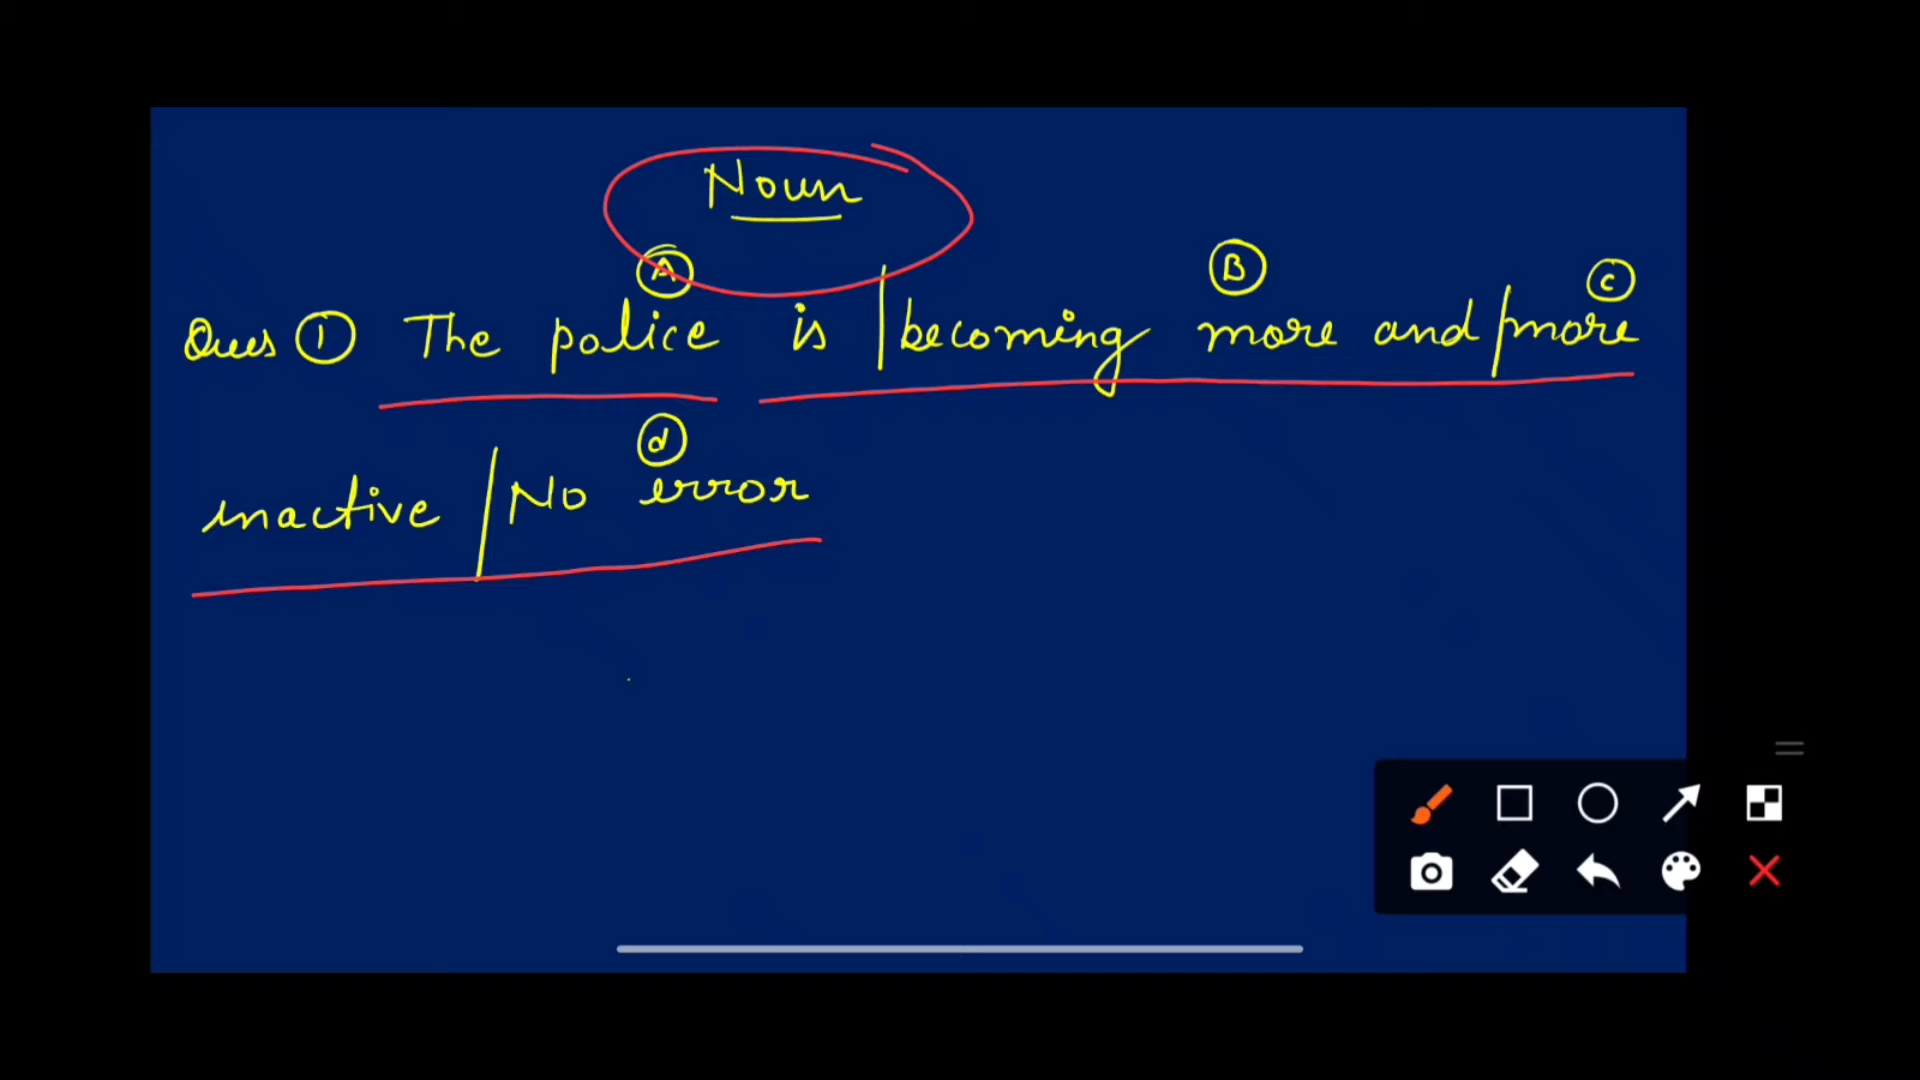 Noun
A B C
Ques 1 The police is / becoming more and / more
d
inactive / No error